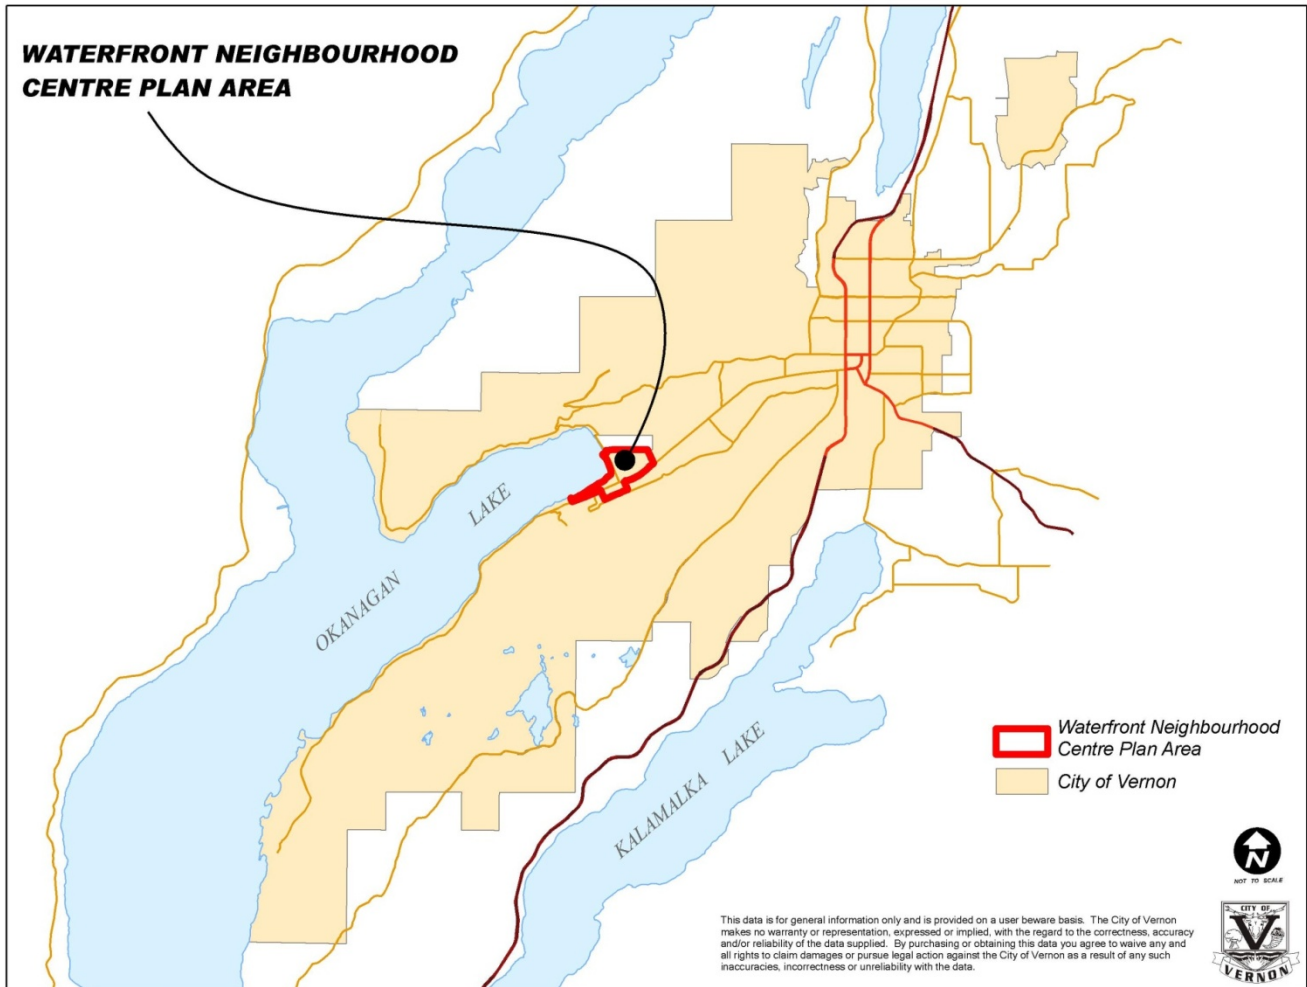 WATERFRONT NEIGHBOURHOOD
CENTRE PLAN AREA
LAKE
OKANAGAN
KALAMALKA LAKE
Waterfront Neighbourhood
Centre Plan Area
City of Vernon
N
NOT TO SCALE
This data is for general information only and is provided on a user beware basis. The City of Vernon
makes no warranty or representation, expressed or implied, with the regard to the correctness, accuracy
and/or reliability of the data supplied. By purchasing or obtaining this data you agree to waive any and
all rights to claim damages or pursue legal action against the City of Vernon as a result of any such
inaccuracies, incorrectness or unreliability with the data.
CITY OF
V
VERNON